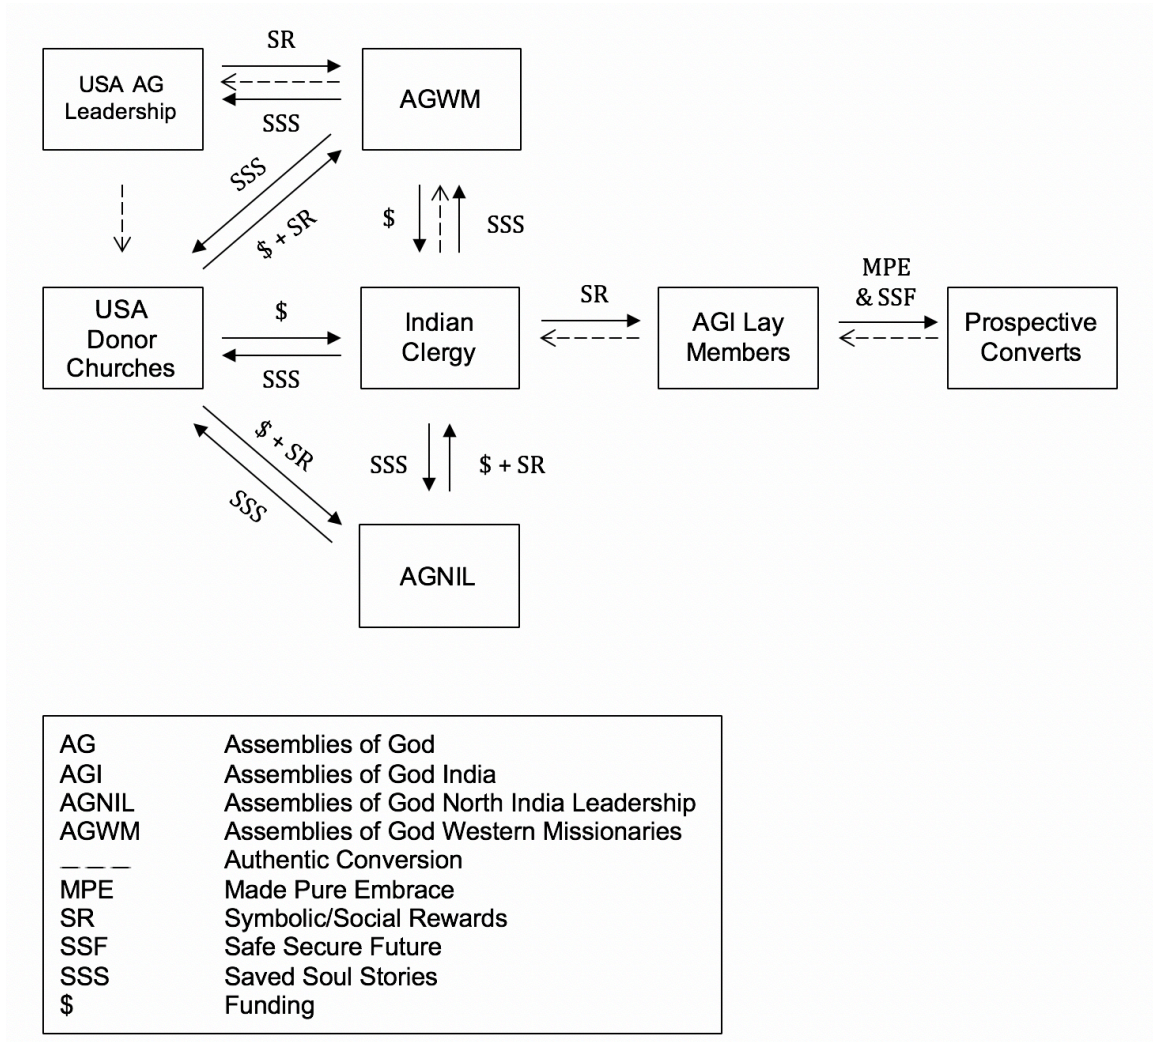 SR
USA AG
Leadership
AGWM
SSS
SSS
$ + SR
$
SSS
MPE
& SSF
USA
Donor
Churches
$
SSS
Indian
Clergy
SR
AGI Lay
Members
Prospective
Converts
$ + SR
SSS
SSS
$ + SR
AGNIL
AG Assemblies of God
AGI Assemblies of God India
AGNIL Assemblies of God North India Leadership
AGWM Assemblies of God Western Missionaries
Authentic Conversion
MPE Made Pure Embrace
SR Symbolic/Social Rewards
SSF Safe Secure Future
SSS Saved Soul Stories
$ Funding